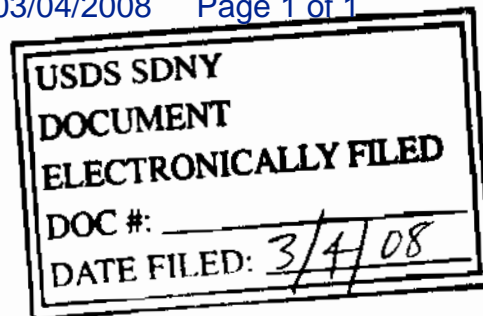 03/04/2008 Page 1 of 1
USDS SDNY
DOCUMENT
ELECTRONICALLY FILED
DOC #:
DATE FILED: 3/4/08